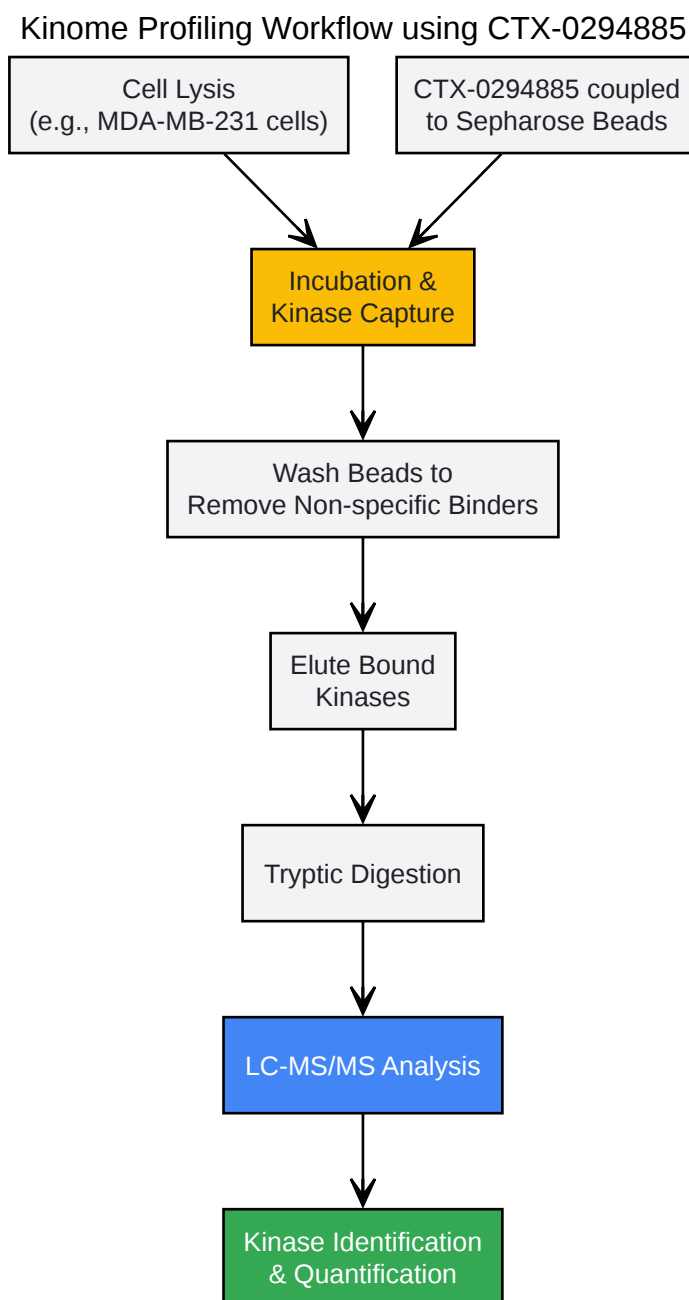 Kinome Profiling Workflow using CTX-0294885
Cell Lysis
(e.g., MDA-MB-231 cells)
CTX-0294885 coupled
to Sepharose Beads
Incubation &
Kinase Capture
Wash Beads to
Remove Non-specific Binders
Elute Bound
Kinases
Tryptic Digestion
LC-MS/MS Analysis
Kinase Identification
& Quantification